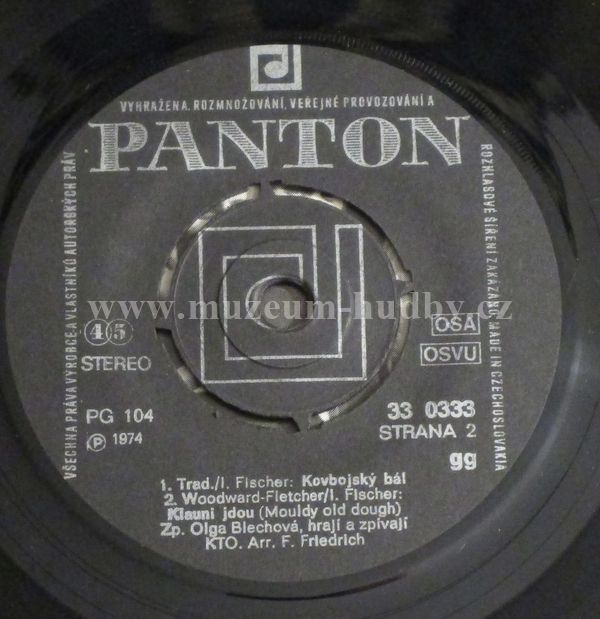 VŠECHNA PRÁVA VÝROBCE A VLASTNÍKŮ AUTORSKÝCH PRÁV
VYHRAŽENA. ROZMNOŽOVÁNÍ, VEŘEJNÉ PROVOZOVÁNÍ A
ROZHLASOVÉ ŠÍŘENÍ ZAKÁZÁNO. MADE IN CZECHOSLOVAKIA
PANTON
www.muzeum-hudby.cz
45
STEREO
OSA
OSVU
PG 104
Ⓟ 1974
33 0333
STRANA 2
gg
1. Trad./I. Fischer: Kovbojský bál
2. Woodward-Fletcher/I. Fischer:
Klauni jdou (Mouldy old dough)
Zp. Olga Blechová, hrají a zpívají
KTO. Arr. F. Friedrich